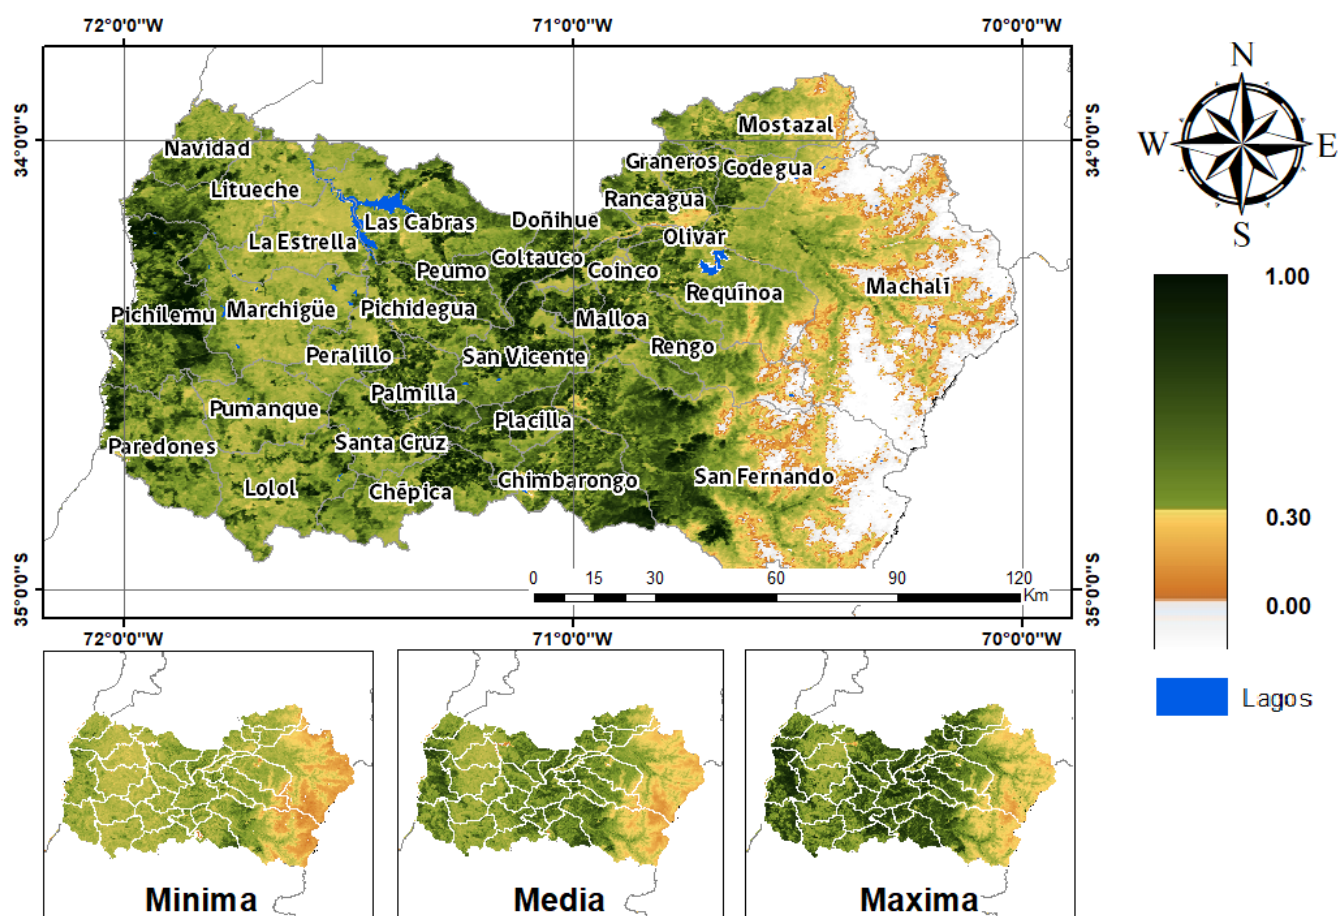 72°0'0"W 71°0'0"W 70°0'0"W
34°0'0"S
34°0'0"S
35°0'0"S
35°0'0"S
N
W E
S
Mostazal
Navidad
Graneros
Codegua
Litueche
Rancagua
Las Cabras
Doñihue
La Estrella
Olivar
Coltauco
Peumo
Coinco
Machalí
Requínoa
Pichilemu
Marchigüe
Pichidegua
Malloa
Rengo
Peralillo
San Vicente
Palmilla
Pumanque
Placilla
Paredones
Santa Cruz
San Fernando
Lolol
Chépica
Chimbarongo
0 15 30 60 90 120
Km
72°0'0"W 71°0'0"W 70°0'0"W
1.00
0.30
0.00
Lagos
Minima
Media
Maxima